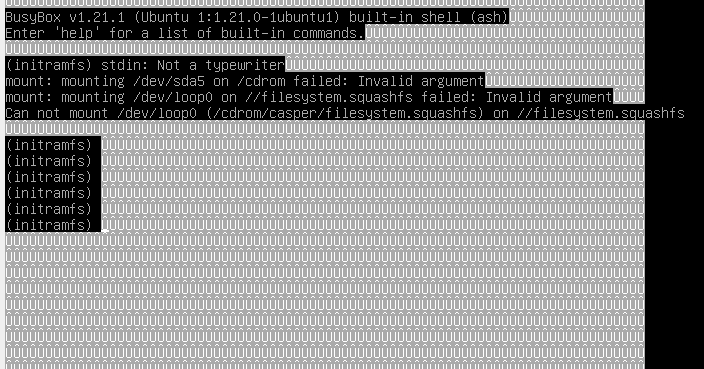 BusyBox v1.21.1 (Ubuntu 1:1.21.0-1ubuntu1) built-in shell (ash)
Enter 'help' for a list of built-in commands.
(initramfs) stdin: Not a typewriter
mount: mounting /dev/sda5 on /cdrom failed: Invalid argument
mount: mounting /dev/loop0 on //filesystem.squashfs failed: Invalid argument
Can not mount /dev/loop0 (/cdrom/casper/filesystem.squashfs) on //filesystem.squashfs
(initramfs)
(initramfs)
(initramfs)
(initramfs)
(initramfs)
(initramfs)